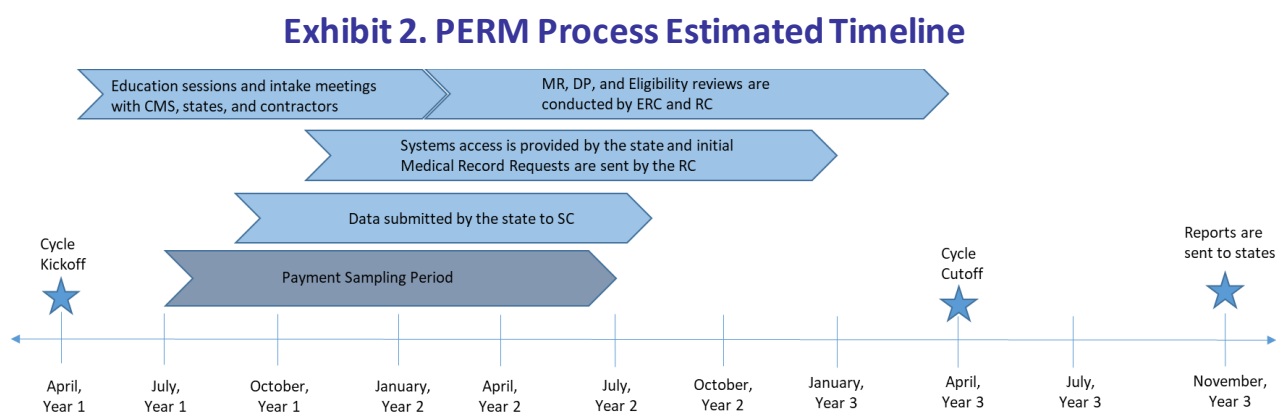 Exhibit 2. PERM Process Estimated Timeline
Education sessions and intake meetings
with CMS, states, and contractors
MR, DP, and Eligibility reviews are
conducted by ERC and RC
Systems access is provided by the state and initial
Medical Record Requests are sent by the RC
Data submitted by the state to SC
Payment Sampling Period
Cycle
Kickoff
Cycle
Cutoff
Reports are
sent to states
April,
Year 1
July,
Year 1
October,
Year 1
January,
Year 2
April,
Year 2
July,
Year 2
October,
Year 2
January,
Year 3
April,
Year 3
July,
Year 3
November,
Year 3